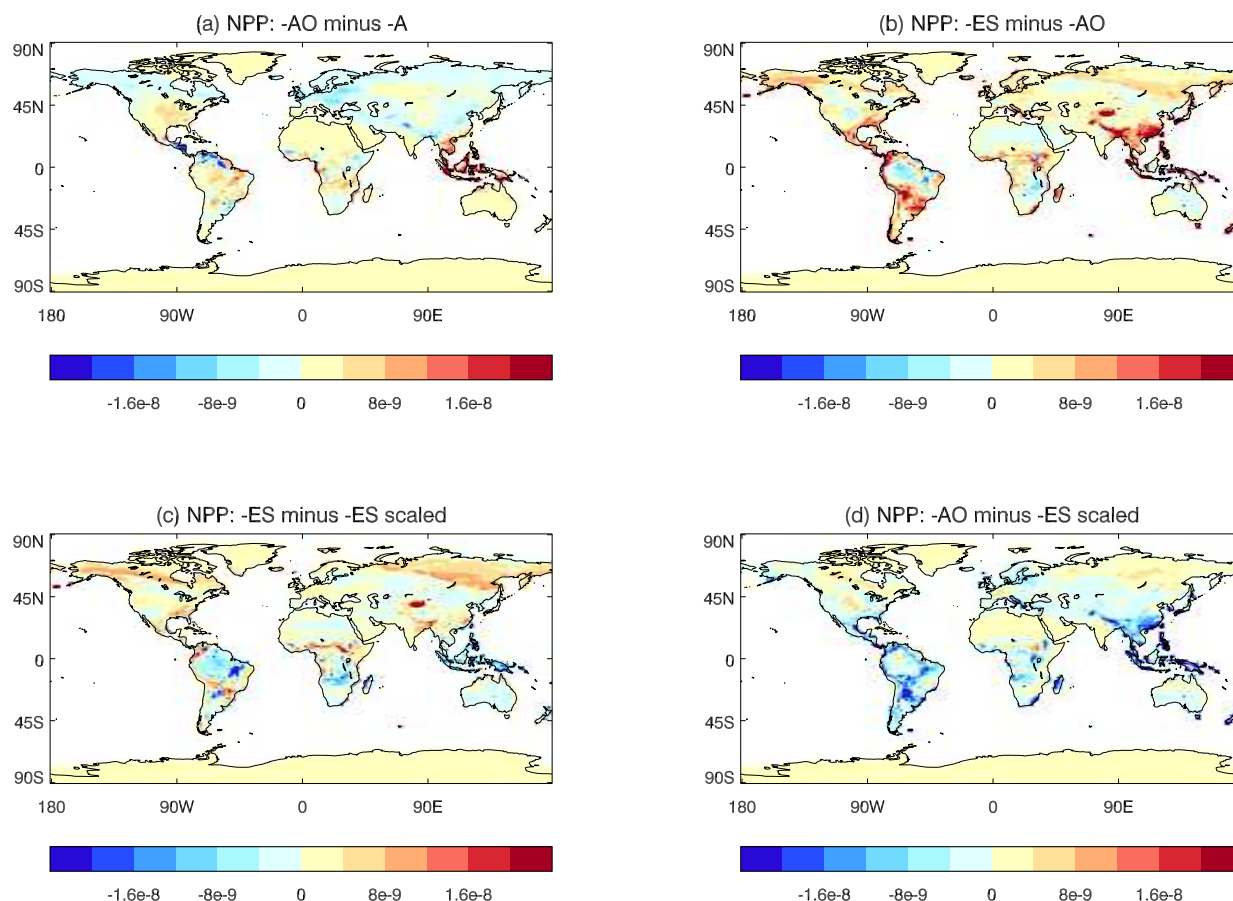 (a) NPP: -AO minus -A
90N
45N
0
45S
90S
180 90W 0 90E
-1.6e-8 -8e-9 0 8e-9 1.6e-8
(b) NPP: -ES minus -AO
90N
45N
0
45S
90S
180 90W 0 90E
-1.6e-8 -8e-9 0 8e-9 1.6e-8
(c) NPP: -ES minus -ES scaled
90N
45N
0
45S
90S
180 90W 0 90E
-1.6e-8 -8e-9 0 8e-9 1.6e-8
(d) NPP: -AO minus -ES scaled
90N
45N
0
45S
90S
180 90W 0 90E
-1.6e-8 -8e-9 0 8e-9 1.6e-8